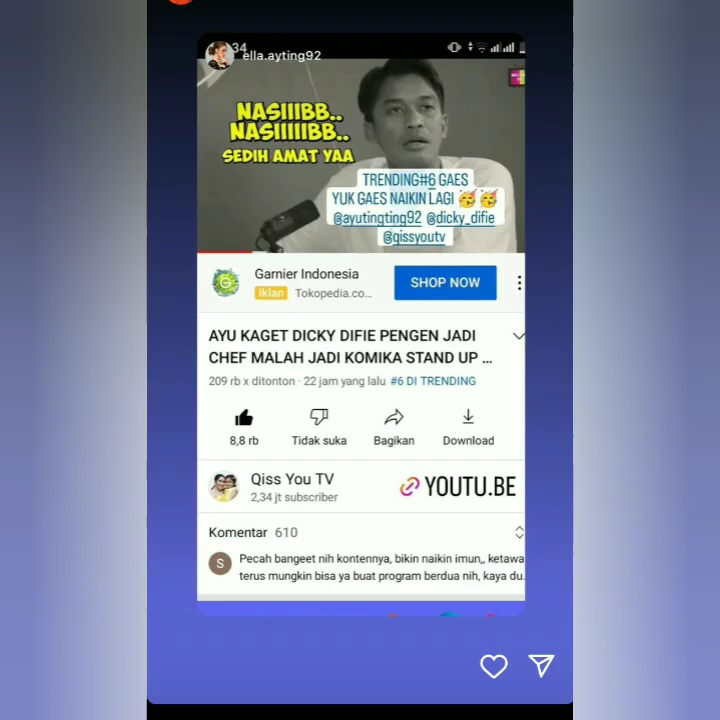 34
ella.ayting92
NASIIIBB..
NASIIIIIBB..
SEDIH AMAT YAA
TRENDING#6 GAES
YUK GAES NAIKIN LAGI 🥳🥳
@ayutingting92 @dicky_difie
@qissyoutv
Garnier Indonesia
Iklan Tokopedia.co...
SHOP NOW
AYU KAGET DICKY DIFIE PENGEN JADI
CHEF MALAH JADI KOMIKA STAND UP ...
209 rb x ditonton · 22 jam yang lalu #6 DI TRENDING
8,8 rb Tidak suka Bagikan Download
Qiss You TV
2,34 jt subscriber
YOUTU.BE
Komentar 610
S
Pecah bangeet nih kontennya, bikin naikin imun,, ketawa
terus mungkin bisa ya buat program berdua nih, kaya du.